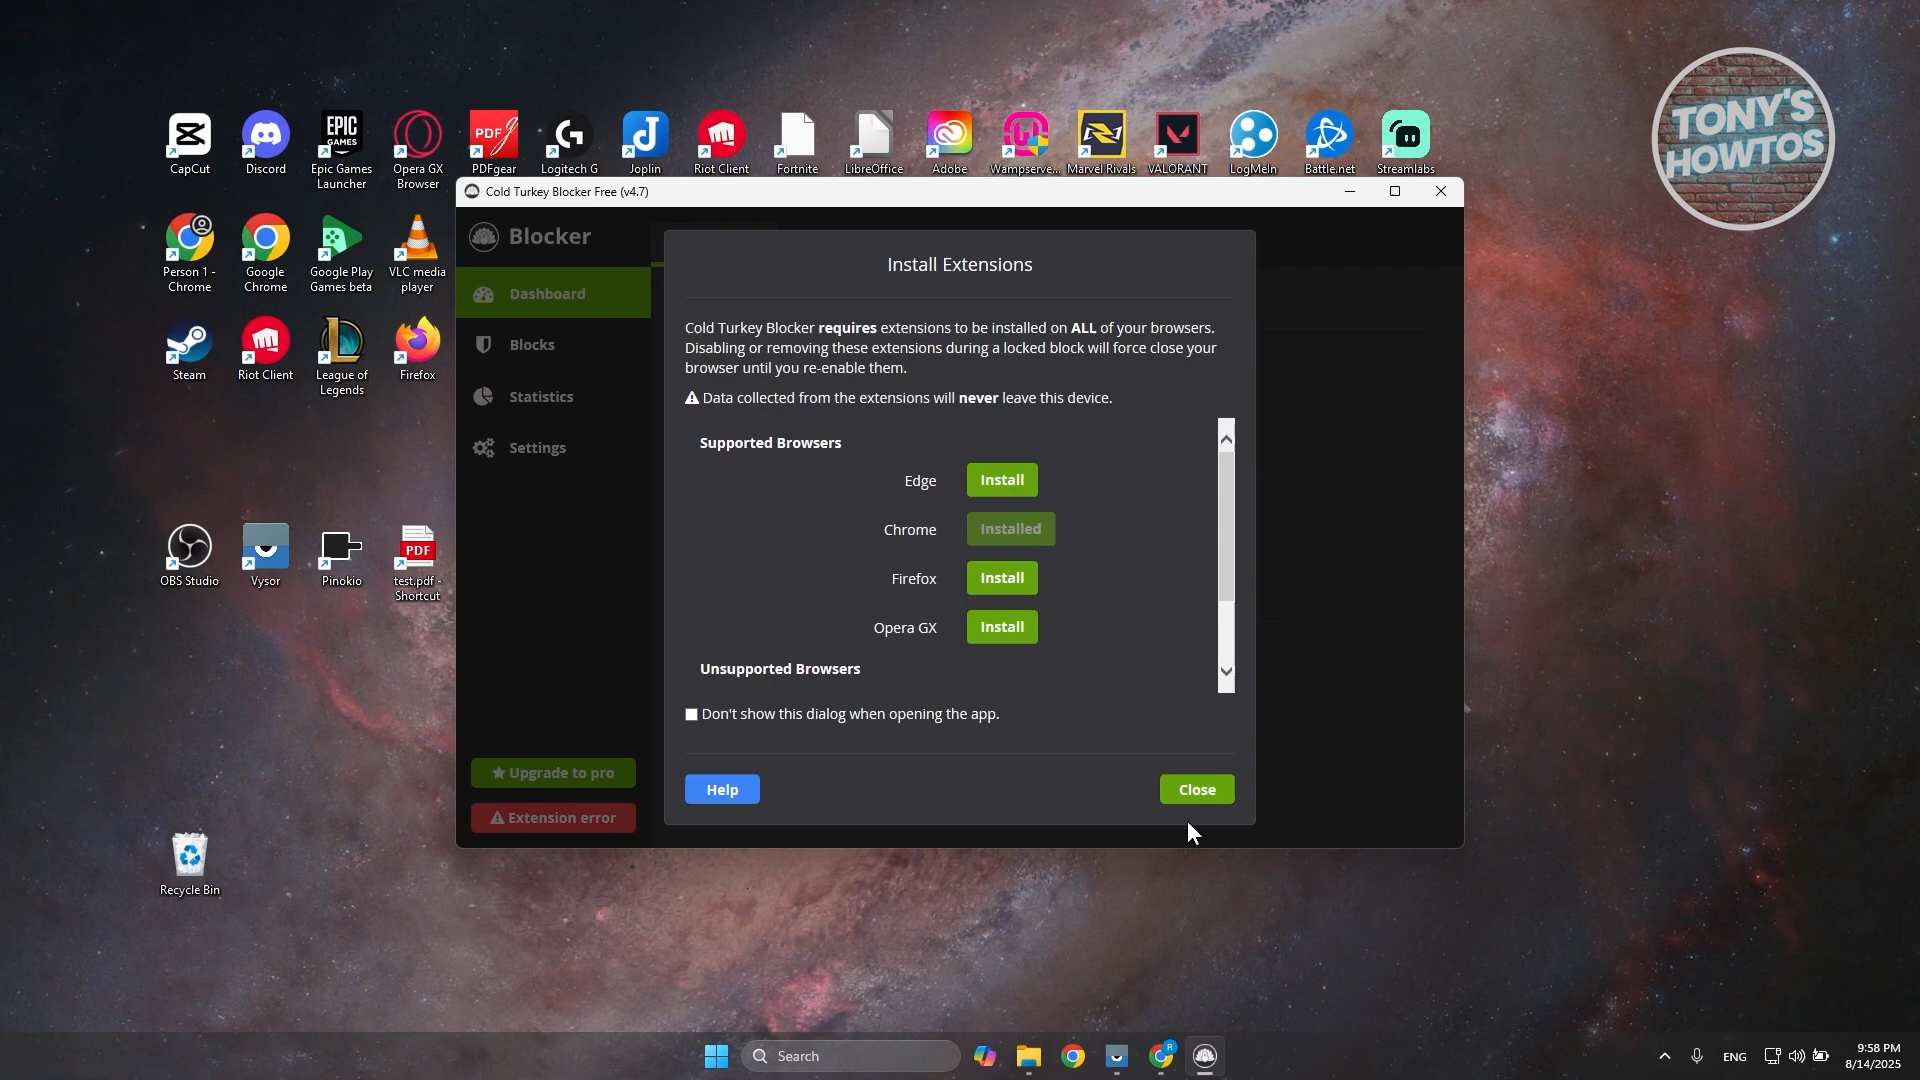 TONY'S
HOWTOS
CapCut
Discord
EPIC
GAMES
Epic Games
Launcher
Opera GX
Browser
PDF
PDFgear
Logitech G
Joplin
Riot Client
Fortnite
LibreOffice
Adobe
Wampserve...
Marvel Rivals
VALORANT
LogMeIn
Battle.net
Streamlabs
Person 1 -
Chrome
Google
Chrome
Google Play
Games beta
VLC media
player
Steam
Riot Client
League of
Legends
Firefox
OBS Studio
Vysor
Pinokio
PDF
test.pdf -
Shortcut
Recycle Bin
Cold Turkey Blocker Free (v4.7)
Blocker
Dashboard
Blocks
Statistics
Settings
Upgrade to pro
Extension error
Install Extensions
Cold Turkey Blocker requires extensions to be installed on ALL of your browsers.
Disabling or removing these extensions during a locked block will force close your
browser until you re-enable them.
Data collected from the extensions will never leave this device.
Supported Browsers
Edge Install
Chrome Installed
Firefox Install
Opera GX Install
Unsupported Browsers
Don't show this dialog when opening the app.
Help
Close
Search
R
ENG
9:58 PM
8/14/2025